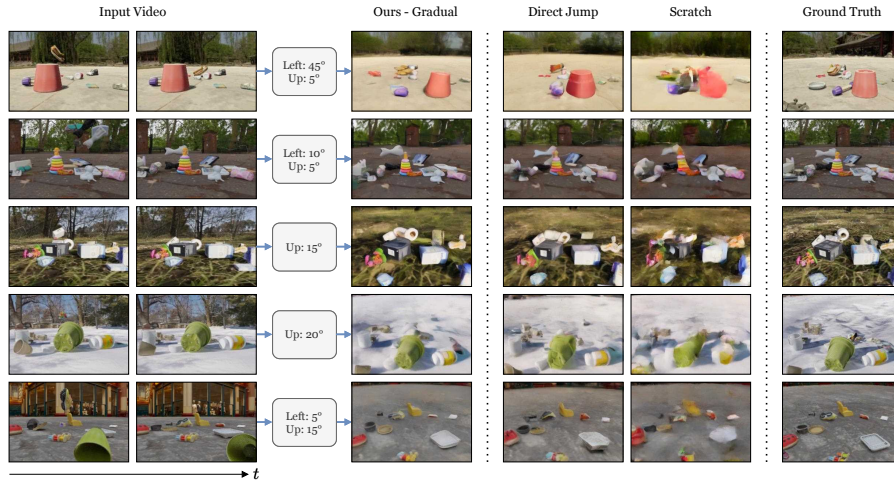 Input Video
Ours - Gradual
Direct Jump
Scratch
Ground Truth
Left: 45°
Up: 5°
Left: 10°
Up: 5°
Up: 15°
Up: 20°
Left: 5°
Up: 15°
t